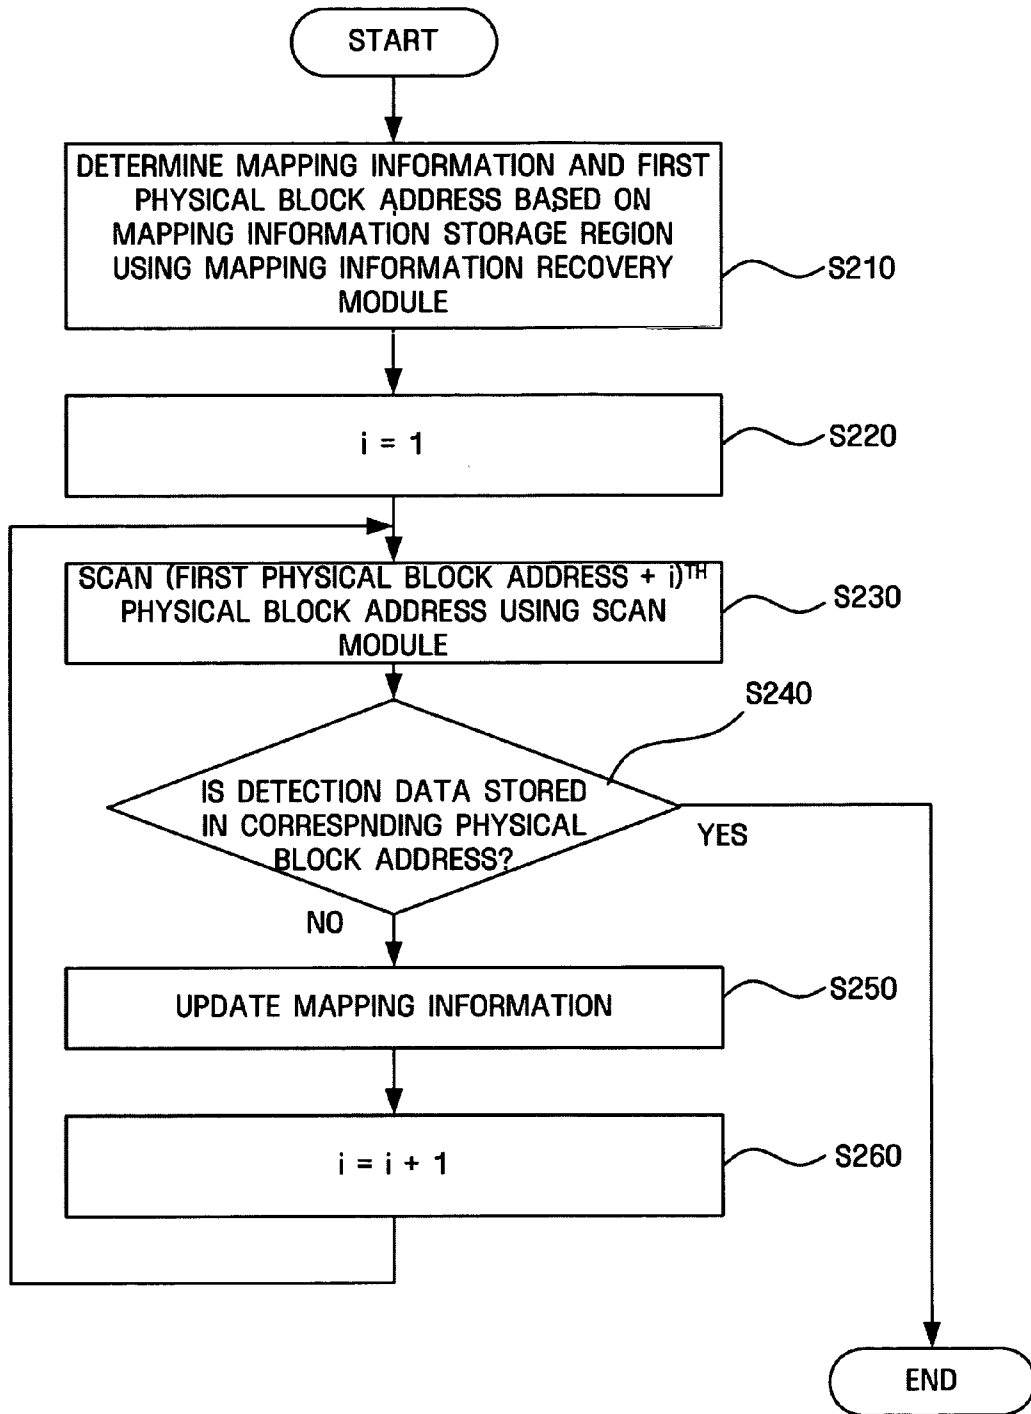 START
DETERMINE MAPPING INFORMATION AND FIRST
PHYSICAL BLOCK ADDRESS BASED ON
MAPPING INFORMATION STORAGE REGION
USING MAPPING INFORMATION RECOVERY
MODULE
S210
i = 1
S220
SCAN (FIRST PHYSICAL BLOCK ADDRESS + i)TH
PHYSICAL BLOCK ADDRESS USING SCAN
MODULE
S230
S240
IS DETECTION DATA STORED
IN CORRESPNDING PHYSICAL
BLOCK ADDRESS?
YES
NO
UPDATE MAPPING INFORMATION
S250
i = i + 1
S260
END